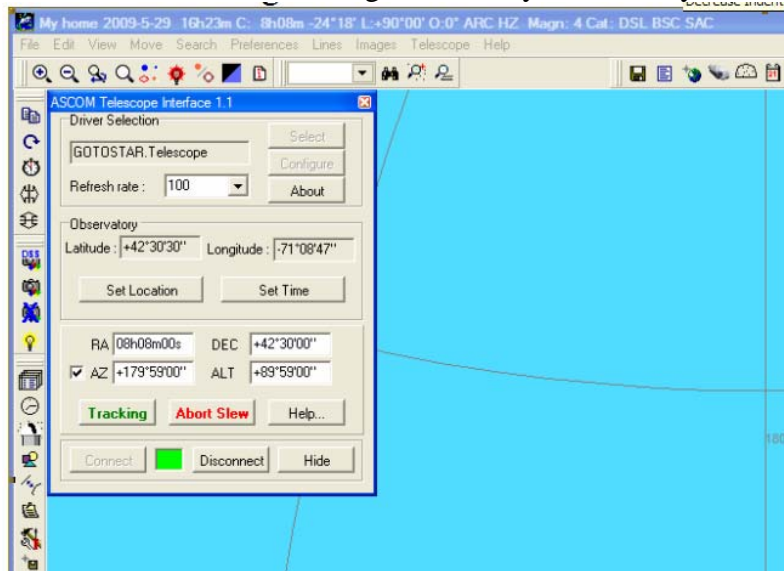 My home 2009-5-29 16h23m C: 8h08m -24°18' L:+90°00' O:0° ARC HZ Magn: 4 Cat: DSL BSC SAC
File Edit View Move Search Preferences Lines Images Telescope Help
ASCOM Telescope Interface 1.1
Driver Selection
GOTOSTAR.Telescope
Select
Configure
Refresh rate : 100
About
Observatory
Latitude : +42°30'30'' Longitude : -71°08'47''
Set Location Set Time
RA 08h08m00s DEC +42°30'00''
AZ +179°59'00'' ALT +89°59'00''
Tracking Abort Slew Help...
Connect Disconnect Hide
DSS
180